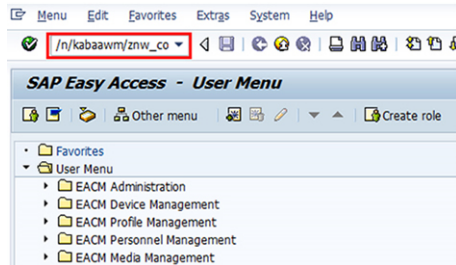 Menu Edit Favorites Extras System Help
/n/kabaawm/znw_co
SAP Easy Access - User Menu
Other menu Create role
Favorites
User Menu
EACM Administration
EACM Device Management
EACM Profile Management
EACM Personnel Management
EACM Media Management